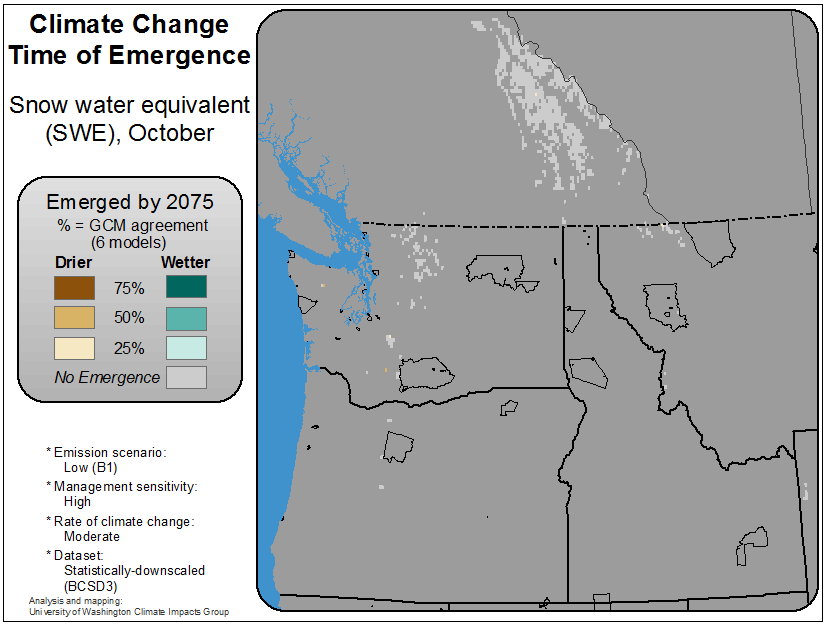 Climate Change
Time of Emergence
Snow water equivalent
(SWE), October
Emerged by 2075
% = GCM agreement
(6 models)
Drier Wetter
75%
50%
25%
No Emergence
* Emission scenario:
Low (B1)
* Management sensitivity:
High
* Rate of climate change:
Moderate
* Dataset:
Statistically-downscaled
(BCSD3)
Analysis and mapping:
University of Washington Climate Impacts Group